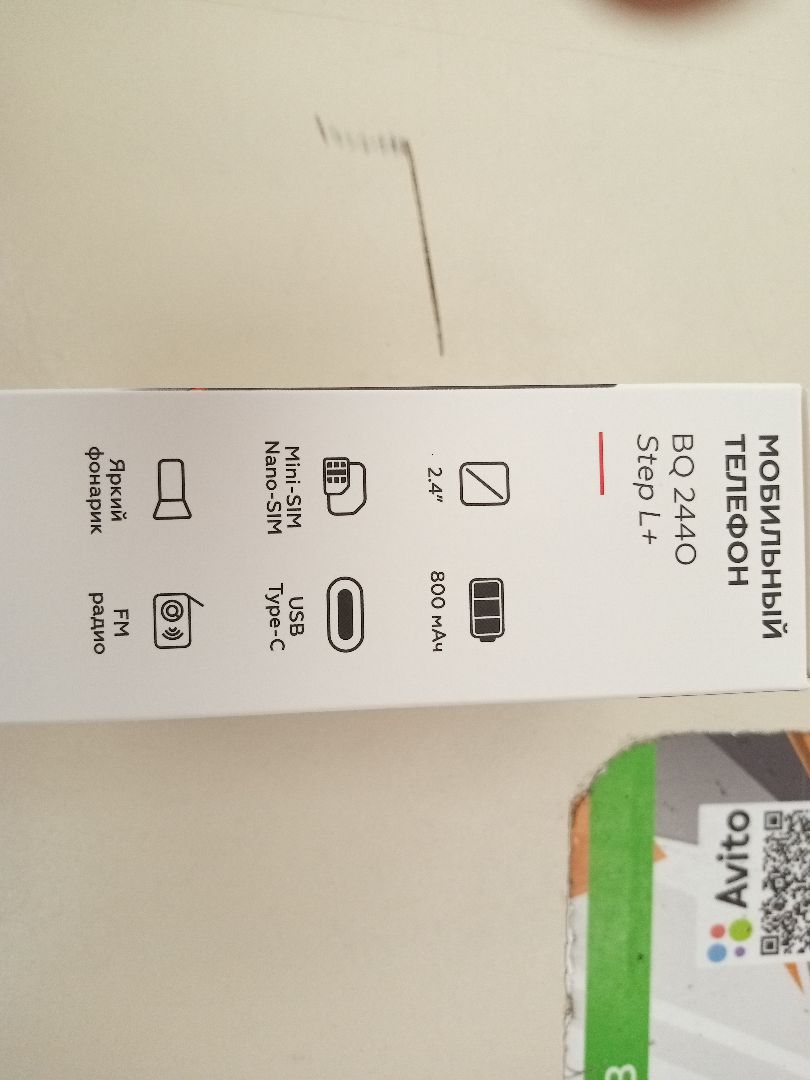 МОБИЛЬНЫЙ
ТЕЛЕФОН
BQ 2440
Step L+
2.4"
800 мАч
Mini-SIM
Nano-SIM
USB
Type-C
Яркий
фонарик
FM
радио
Avito